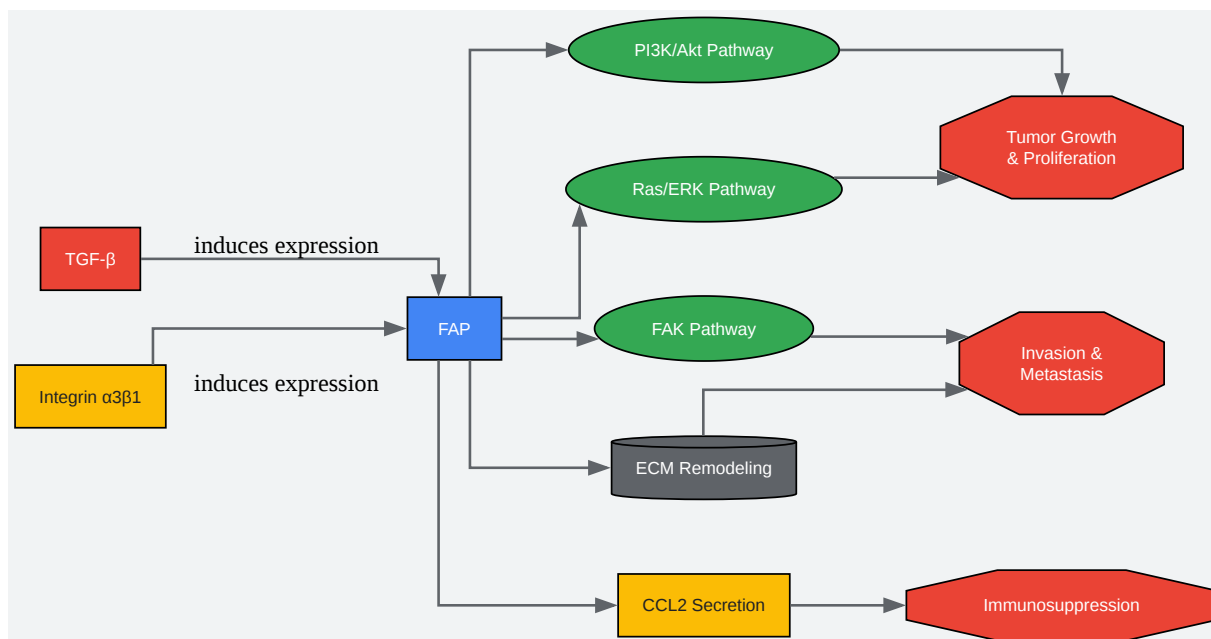 PI3K/Akt Pathway
Tumor Growth
& Proliferation
Ras/ERK Pathway
TGF-β
induces expression
FAP
FAK Pathway
Invasion &
Metastasis
Integrin α3β1
induces expression
ECM Remodeling
CCL2 Secretion
Immunosuppression